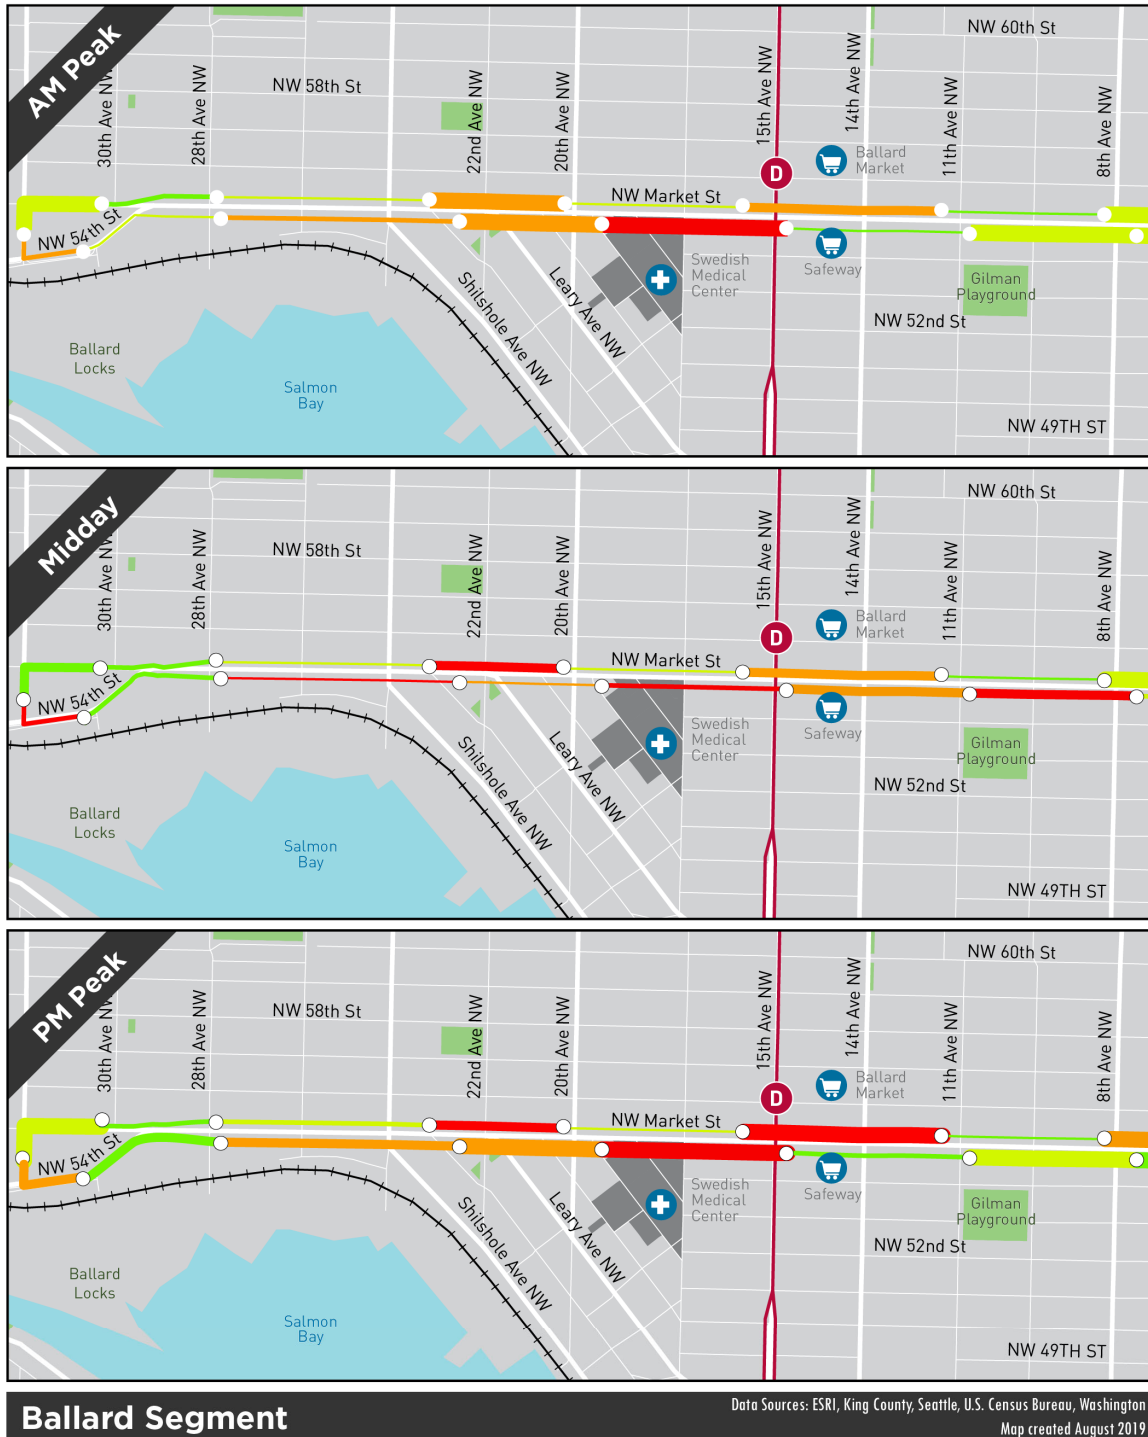 AM Peak
NW 60th St
NW 58th St
30th Ave NW
28th Ave NW
22nd Ave NW
20th Ave NW
15th Ave NW
14th Ave NW
11th Ave NW
8th Ave NW
Ballard
Market
D
NW Market St
NW 54th St
Swedish
Medical
Center
Safeway
Gilman
Playground
Shilshole Ave NW
Leary Ave NW
NW 52nd St
Ballard
Locks
Salmon
Bay
NW 49TH ST
Midday
NW 60th St
NW 58th St
30th Ave NW
28th Ave NW
22nd Ave NW
20th Ave NW
15th Ave NW
14th Ave NW
11th Ave NW
8th Ave NW
Ballard
Market
D
NW Market St
NW 54th St
Swedish
Medical
Center
Safeway
Gilman
Playground
Shilshole Ave NW
Leary Ave NW
NW 52nd St
Ballard
Locks
Salmon
Bay
NW 49TH ST
PM Peak
NW 60th St
NW 58th St
30th Ave NW
28th Ave NW
22nd Ave NW
20th Ave NW
15th Ave NW
14th Ave NW
11th Ave NW
8th Ave NW
Ballard
Market
D
NW Market St
NW 54th St
Swedish
Medical
Center
Safeway
Gilman
Playground
Shilshole Ave NW
Leary Ave NW
NW 52nd St
Ballard
Locks
Salmon
Bay
NW 49TH ST
Ballard Segment
Data Sources: ESRI, King County, Seattle, U.S. Census Bureau, Washington
Map created August 2019